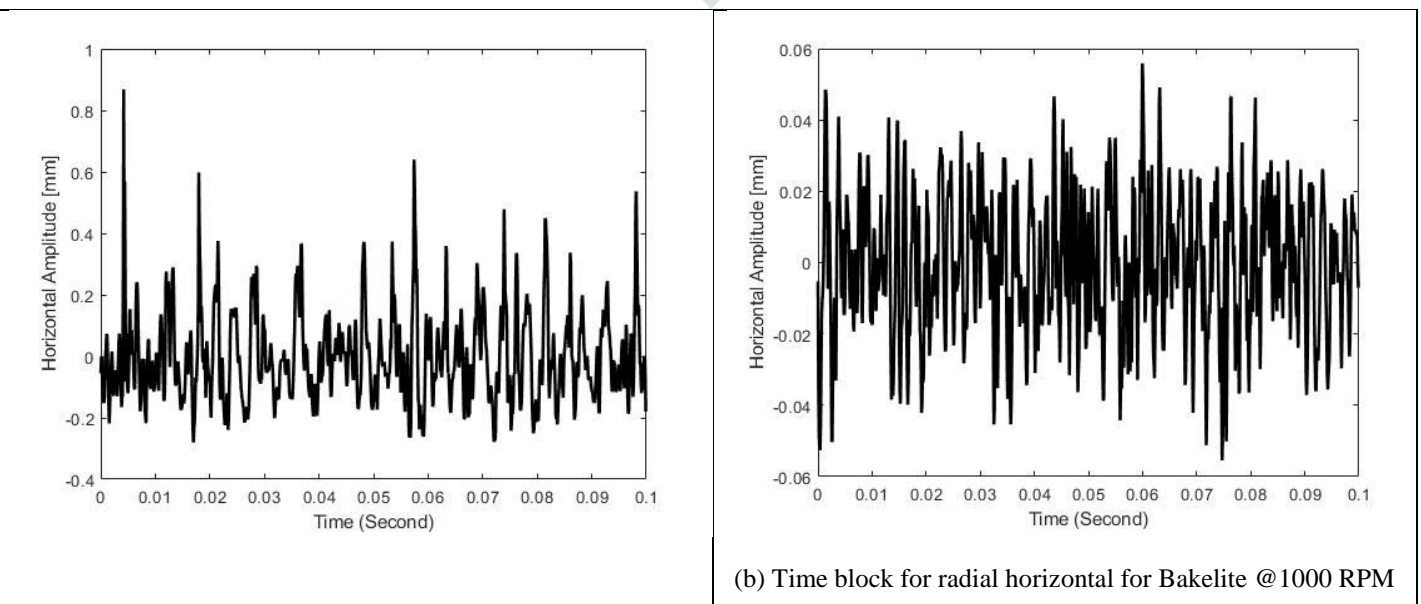 1
0.8
0.6
0.4
0.2
0
-0.2
-0.4
Horizontal Amplitude [mm]
0 0.01 0.02 0.03 0.04 0.05 0.06 0.07 0.08 0.09 0.1
Time (Second)
0.06
0.04
0.02
0
-0.02
-0.04
-0.06
Horizontal Amplitude [mm]
0 0.01 0.02 0.03 0.04 0.05 0.06 0.07 0.08 0.09 0.1
Time (Second)
(b) Time block for radial horizontal for Bakelite @1000 RPM